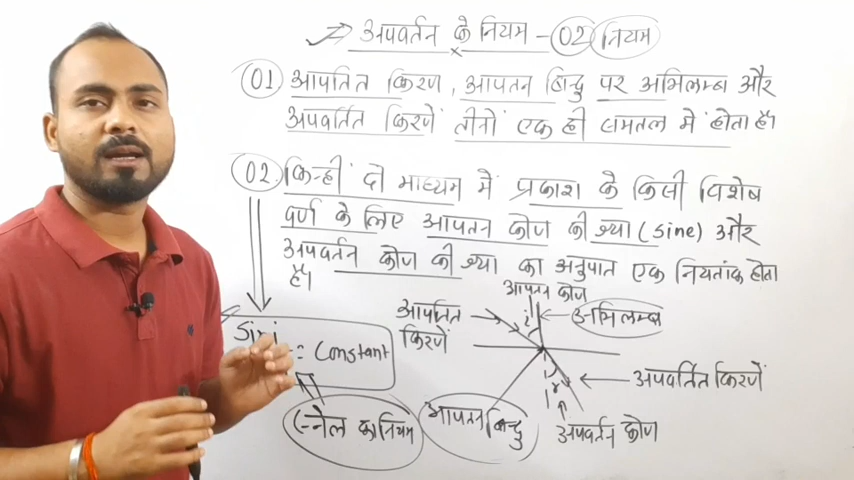 अपवर्तन के नियम - 02 नियम
01 आपतित किरण, आपतन बिन्दु पर अभिलम्ब और
अपवर्तित किरणें तीनों एक ही समतल में होता है।
02. किन्हीं दो माध्यम में प्रकाश के किसी विशेष
वर्ण के लिए आपतन कोण की ज्या (sine) और
अपवर्तन कोण की ज्या का अनुपात एक नियतांक होता
है।
आपतन कोण
आपतित
किरणें
i
अभिलम्ब
Sini
= Constant
r
अपवर्तित किरणें
स्नेल का नियम
आपतन बिन्दु
अपवर्तन कोण